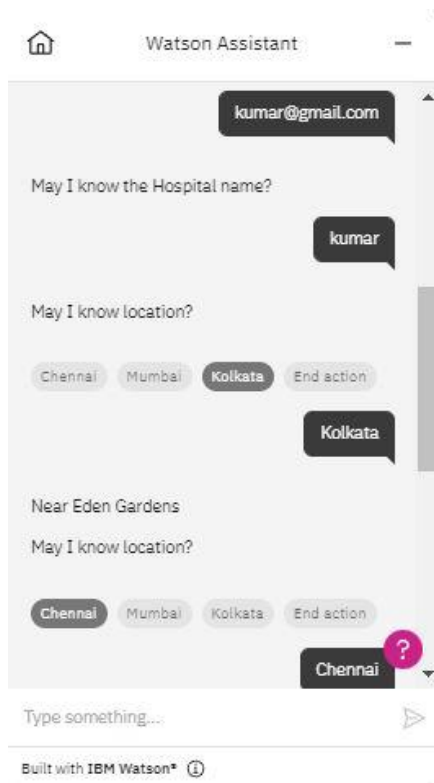 Watson Assistant
kumar@gmail.com
May I know the Hospital name?
kumar
May I know location?
Chennai Mumbai Kolkata End action
Kolkata
Near Eden Gardens
May I know location?
Chennai Mumbai Kolkata End action
?
Chennai
Type something...
Built with IBM Watson® ⓘ